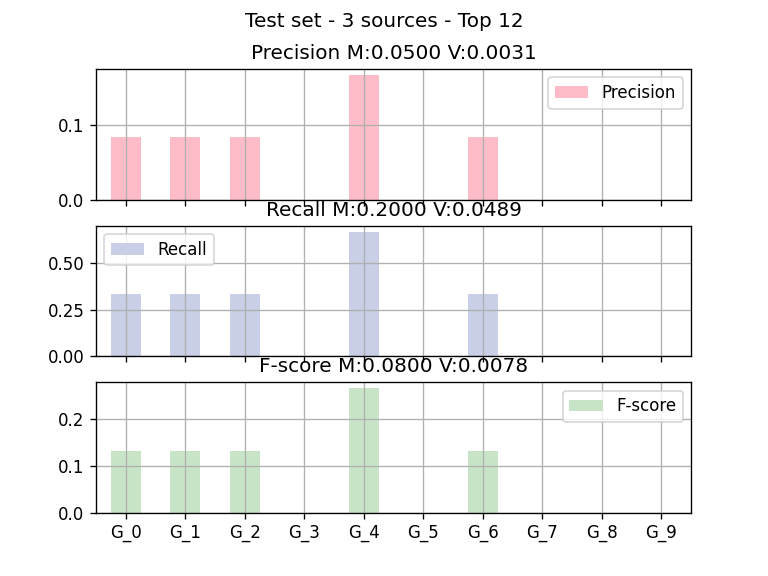 Test set - 3 sources - Top 12
Precision M:0.0500 V:0.0031
Precision
0.1
0.0
Recall M:0.2000 V:0.0489
Recall
0.50
0.25
0.00
F-score M:0.0800 V:0.0078
F-score
0.2
0.1
0.0
G_0 G_1 G_2 G_3 G_4 G_5 G_6 G_7 G_8 G_9